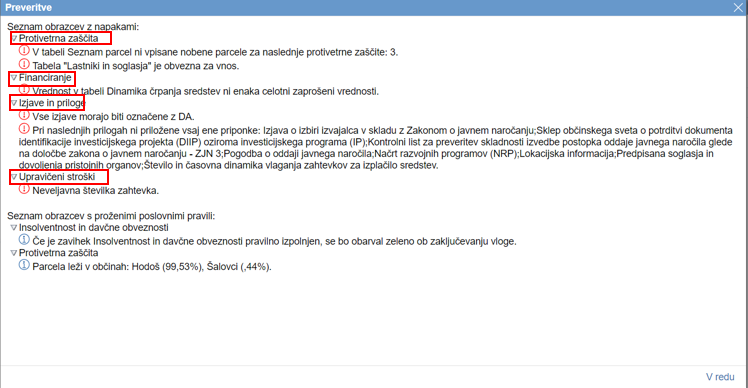 Preveritve
Seznam obrazcev z napakami:
Protivetrna zaščita
V tabeli Seznam parcel ni vpisane nobene parcele za naslednje protivetrne zaščite: 3.
Tabela "Lastniki in soglasja" je obvezna za vnos.
Financiranje
Vrednost v tabeli Dinamika črpanja sredstev ni enaka celotni zaprošeni vrednosti.
Izjave in priloge
Vse izjave morajo biti označene z DA.
Pri naslednjih prilogah ni priložene vsaj ene priponke: Izjava o izbiri izvajalca v skladu z Zakonom o javnem naročanju;Sklep občinskega sveta o potrditvi dokumenta
identifikacije investicijskega projekta (DIIP) oziroma investicijskega programa (IP);Kontrolni list za preveritev skladnosti izvedbe postopka oddaje javnega naročila glede
na določbe zakona o javnem naročanju - ZJN 3;Pogodba o oddaji javnega naročila;Načrt razvojnih programov (NRP);Lokacijska informacija;Predpisana soglasja in
dovoljenja pristojnih organov;Število in časovna dinamika vlaganja zahtevkov za izplačilo sredstev.
Upravičeni stroški
Neveljavna številka zahtevka.
Seznam obrazcev s proženimi poslovnimi pravili:
Insolventnost in davčne obveznosti
Če je zavihek Insolventnost in davčne obveznosti pravilno izpolnjen, se bo obarval zeleno ob zaključevanju vloge.
Protivetrna zaščita
Parcela leži v občinah: Hodoš (99,53%), Šalovci (,44%).
V redu